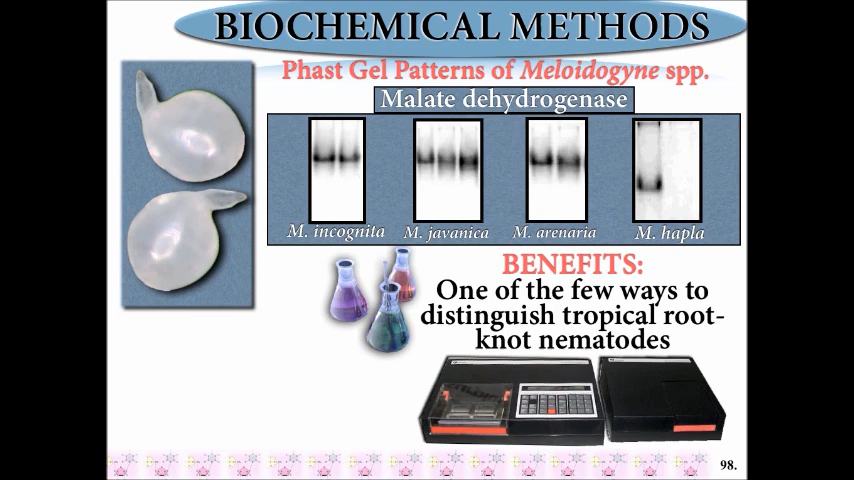 BIOCHEMICAL METHODS
Phast Gel Patterns of Meloidogyne spp.
Malate dehydrogenase
M. incognita
M. javanica
M. arenaria
M. hapla
BENEFITS:
One of the few ways to
distinguish tropical root-
knot nematodes
98.